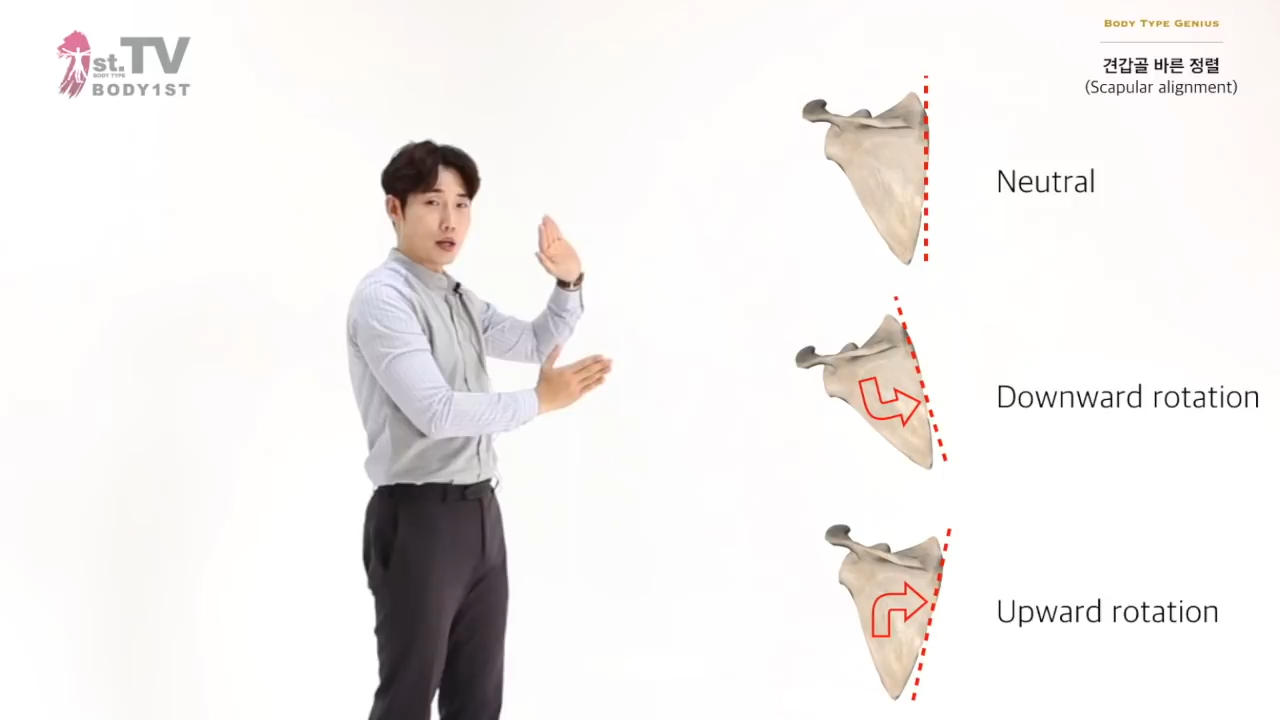 st.TV
BODY TYPE
BODY1ST
BODY TYPE GENIUS
견갑골 바른 정렬
(Scapular alignment)
Neutral
Downward rotation
Upward rotation